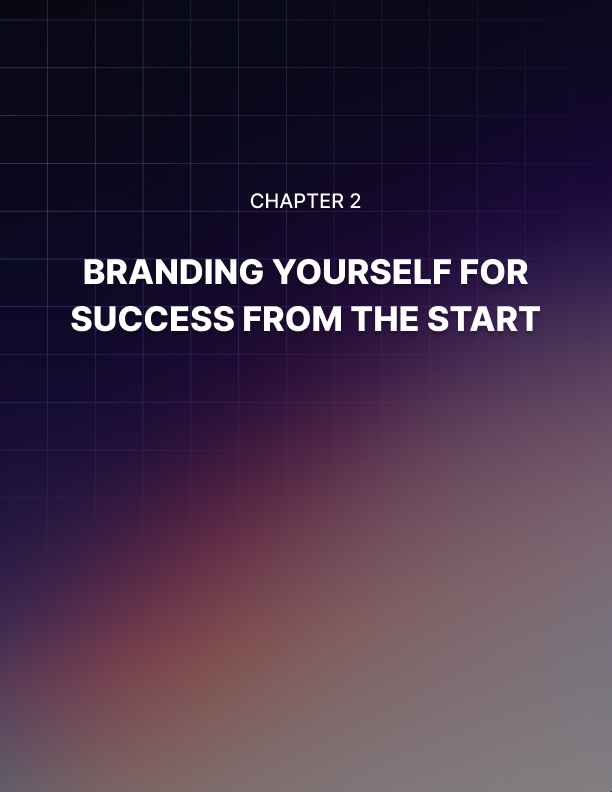 CHAPTER 2
BRANDING YOURSELF FOR
SUCCESS FROM THE START